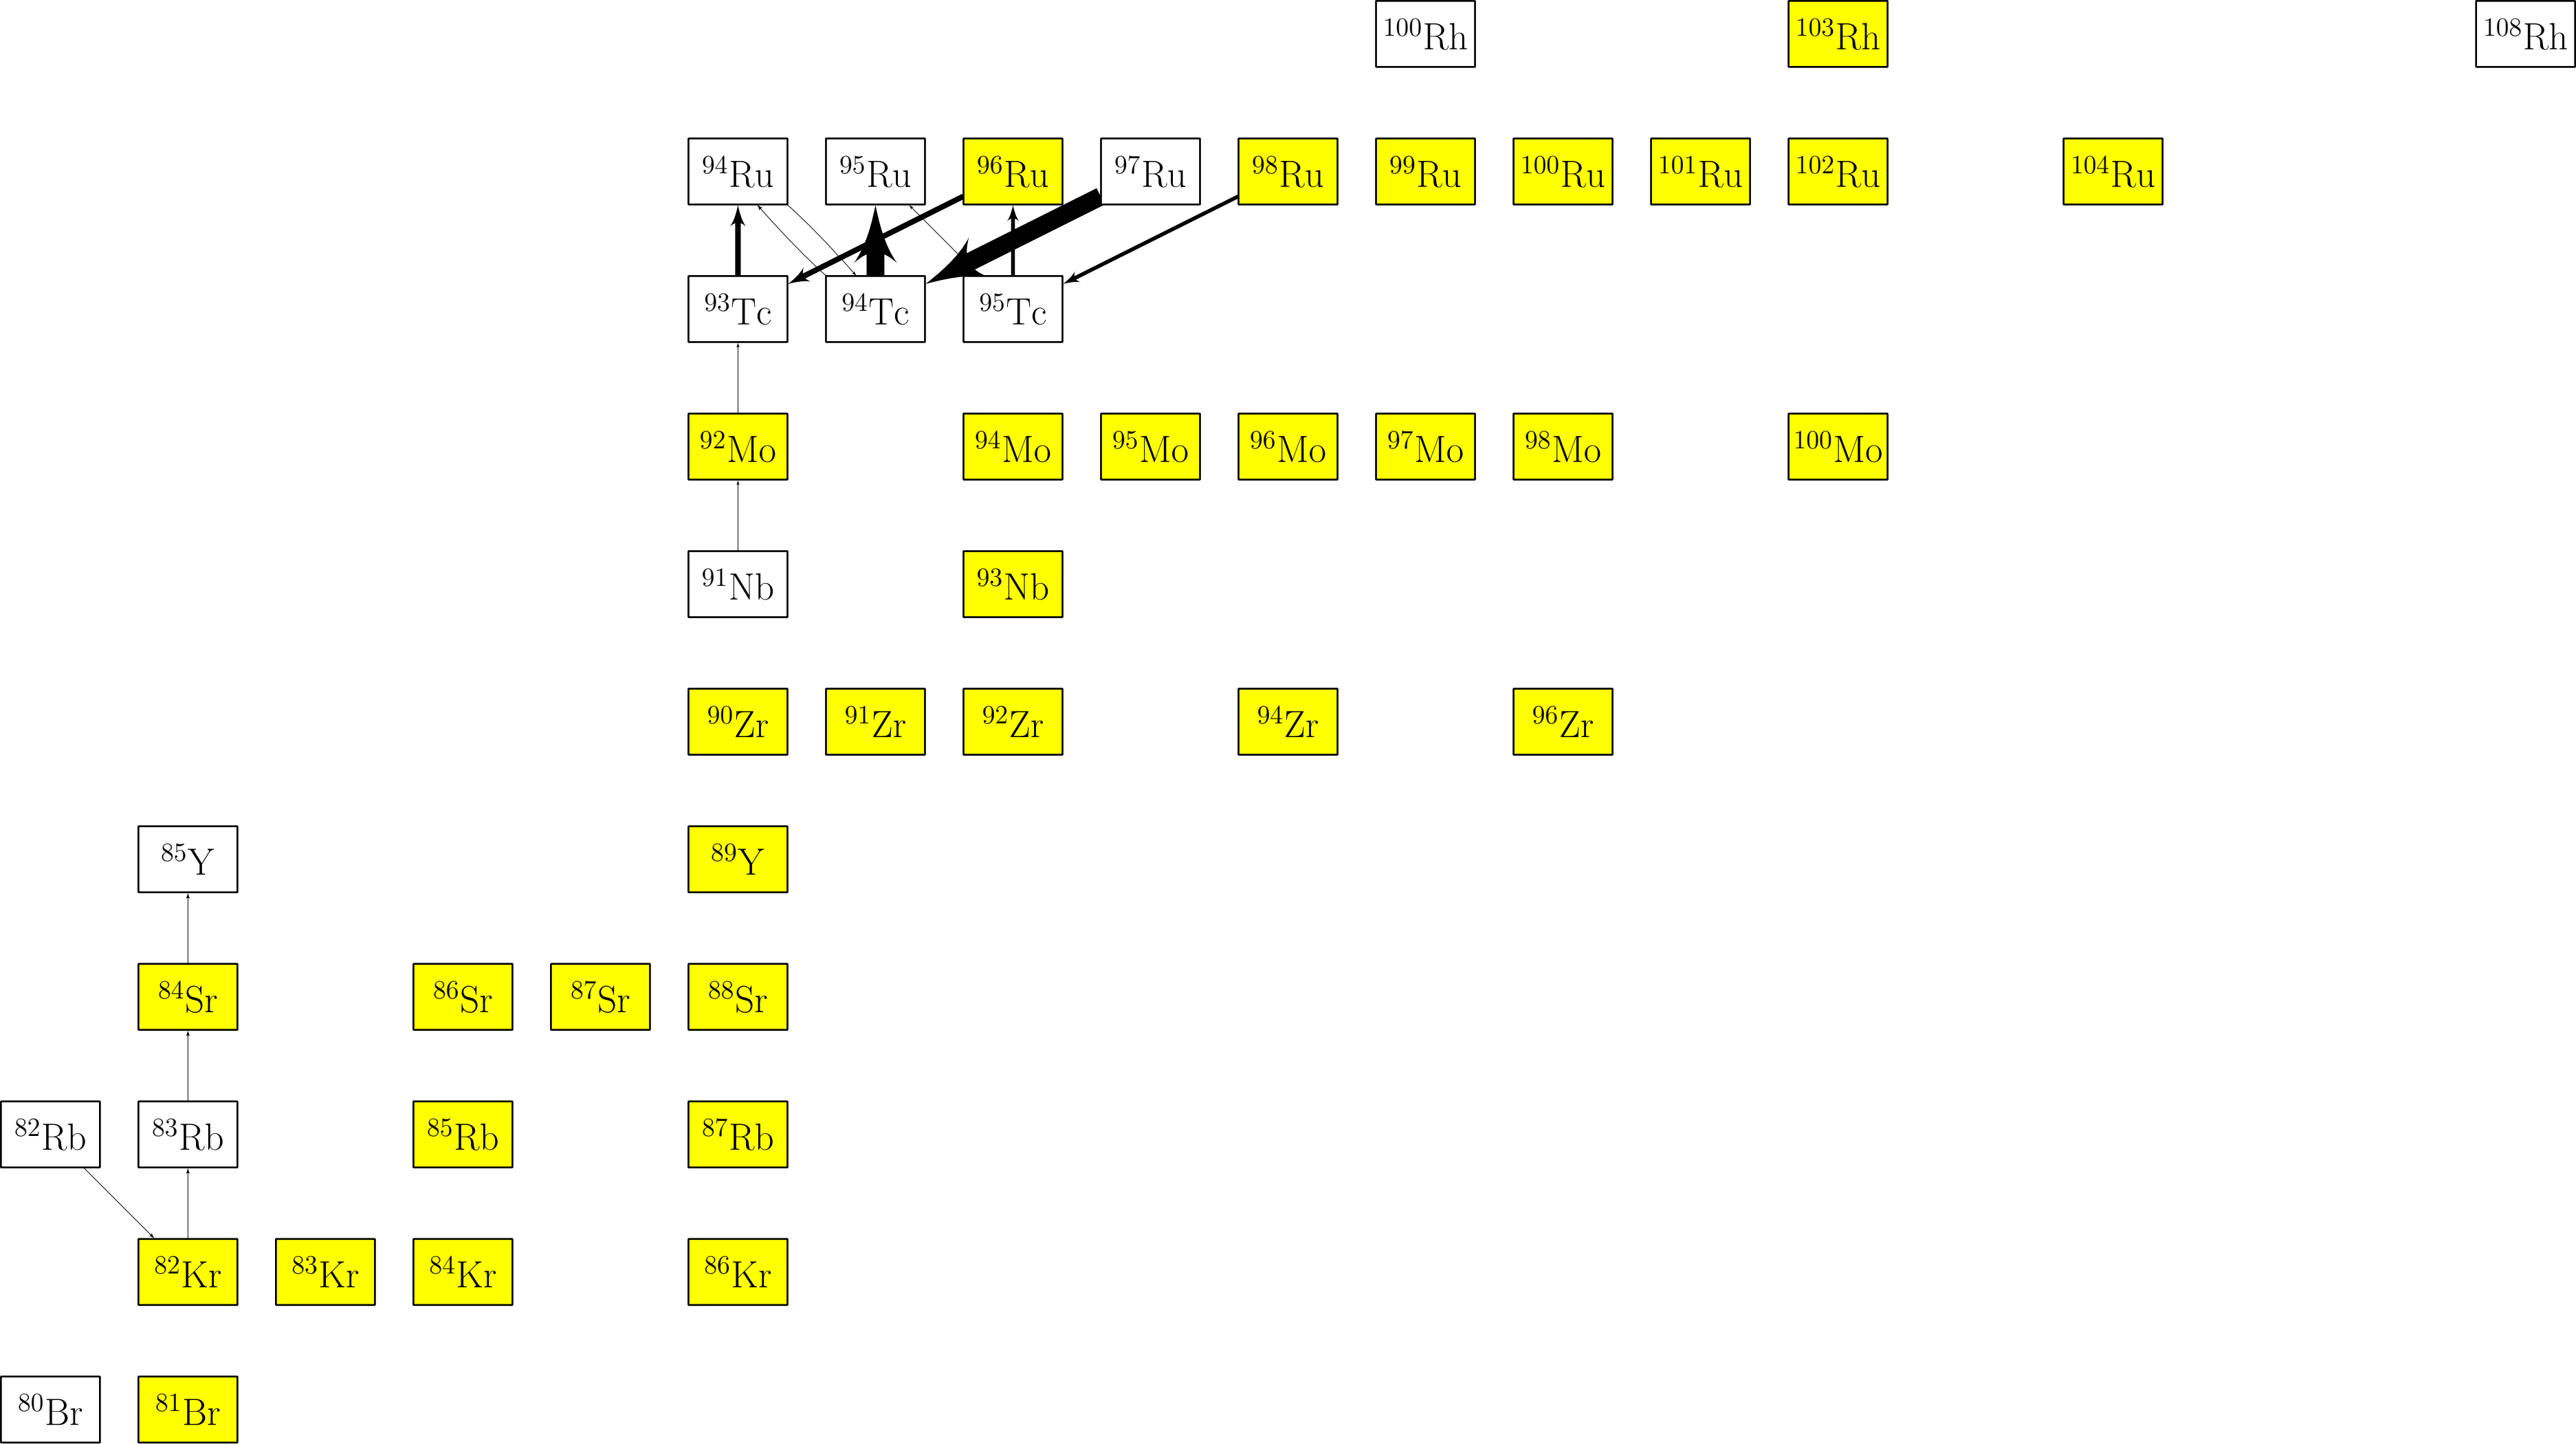 ¹⁰⁰Rh ¹⁰³Rh ¹⁰⁸Rh
⁹⁴Ru ⁹⁵Ru ⁹⁶Ru ⁹⁷Ru ⁹⁸Ru ⁹⁹Ru ¹⁰⁰Ru ¹⁰¹Ru ¹⁰²Ru ¹⁰⁴Ru
⁹³Tc ⁹⁴Tc ⁹⁵Tc
⁹²Mo ⁹⁴Mo ⁹⁵Mo ⁹⁶Mo ⁹⁷Mo ⁹⁸Mo ¹⁰⁰Mo
⁹¹Nb ⁹³Nb
⁹⁰Zr ⁹¹Zr ⁹²Zr ⁹⁴Zr ⁹⁶Zr
⁸⁵Y ⁸⁹Y
⁸⁴Sr ⁸⁶Sr ⁸⁷Sr ⁸⁸Sr
⁸²Rb ⁸³Rb ⁸⁵Rb ⁸⁷Rb
⁸²Kr ⁸³Kr ⁸⁴Kr ⁸⁶Kr
⁸⁰Br ⁸¹Br